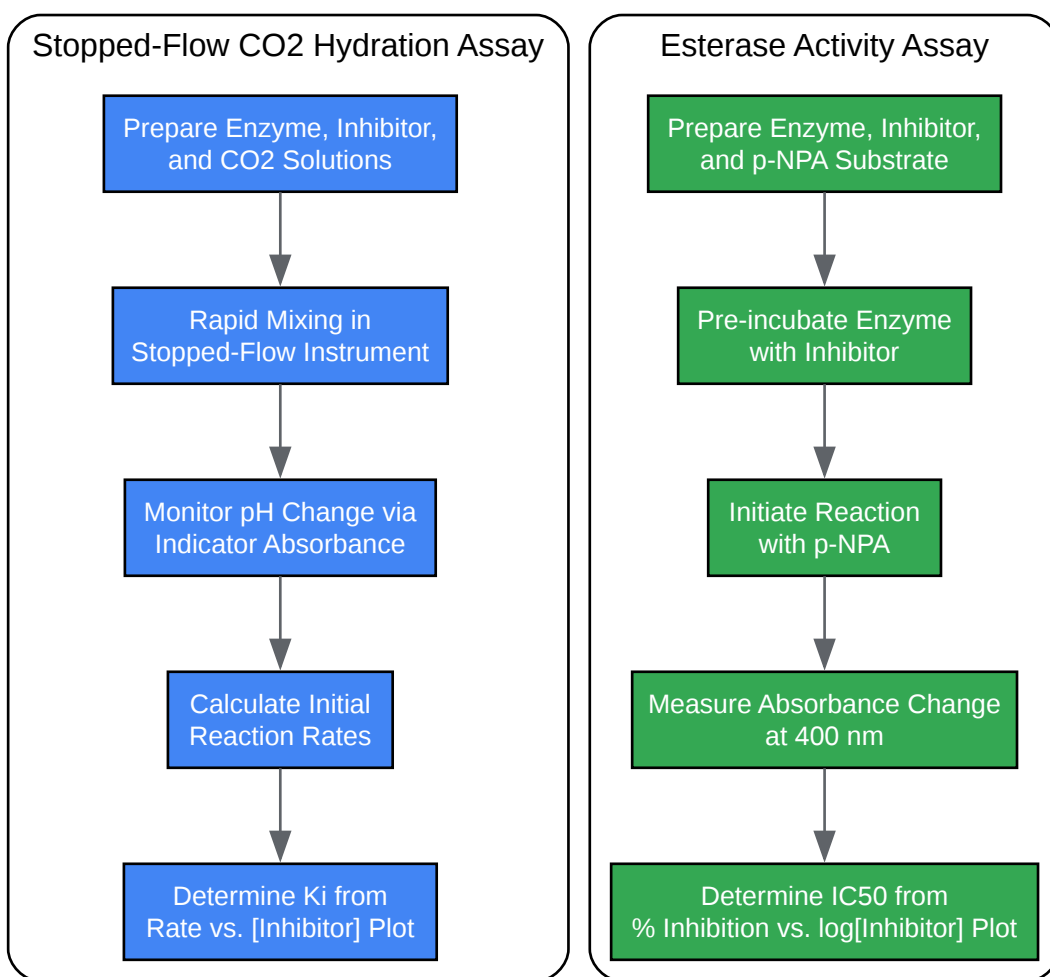 Stopped-Flow CO2 Hydration Assay
Prepare Enzyme, Inhibitor,
and CO2 Solutions
Rapid Mixing in
Stopped-Flow Instrument
Monitor pH Change via
Indicator Absorbance
Calculate Initial
Reaction Rates
Determine Ki from
Rate vs. [Inhibitor] Plot
Esterase Activity Assay
Prepare Enzyme, Inhibitor,
and p-NPA Substrate
Pre-incubate Enzyme
with Inhibitor
Initiate Reaction
with p-NPA
Measure Absorbance Change
at 400 nm
Determine IC50 from
% Inhibition vs. log[Inhibitor] Plot